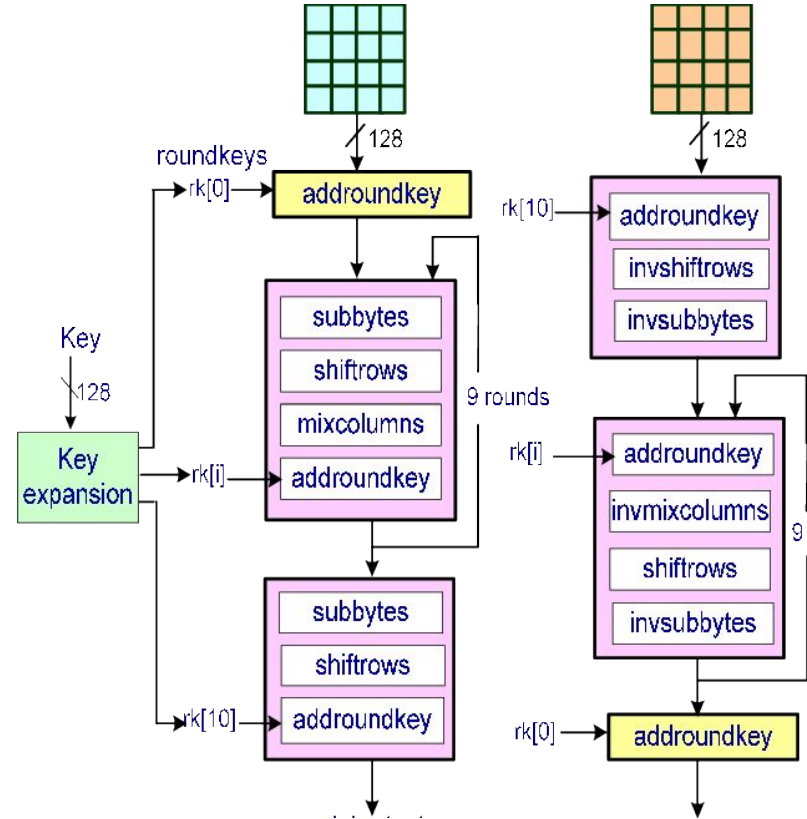 128
roundkeys
rk[0]
addroundkey
subbytes
shiftrows
mixcolumns
addroundkey
9 rounds
Key
128
Key
expansion
rk[i]
subbytes
shiftrows
addroundkey
rk[10]
128
rk[10]
addroundkey
invshiftrows
invsubbytes
rk[i]
addroundkey
invmixcolumns
shiftrows
invsubbytes
9
rk[0]
addroundkey